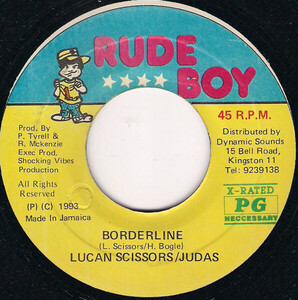 RUDE
BOY
Prod. By
P. Tyrell &
R. Mckenzie
Exec Prod.
Shocking Vibes
Production
All Rights
Reserved
(P) (C) 1993
Made In Jamaica
45 R.P.M.
Distributed by
Dynamic Sounds
15 Bell Road,
Kingston 11
Tel: 9239138
X-RATED
PG
NECCESSARY
BORDERLINE
(L. Scissors/H. Bogle)
LUCAN SCISSORS/JUDAS